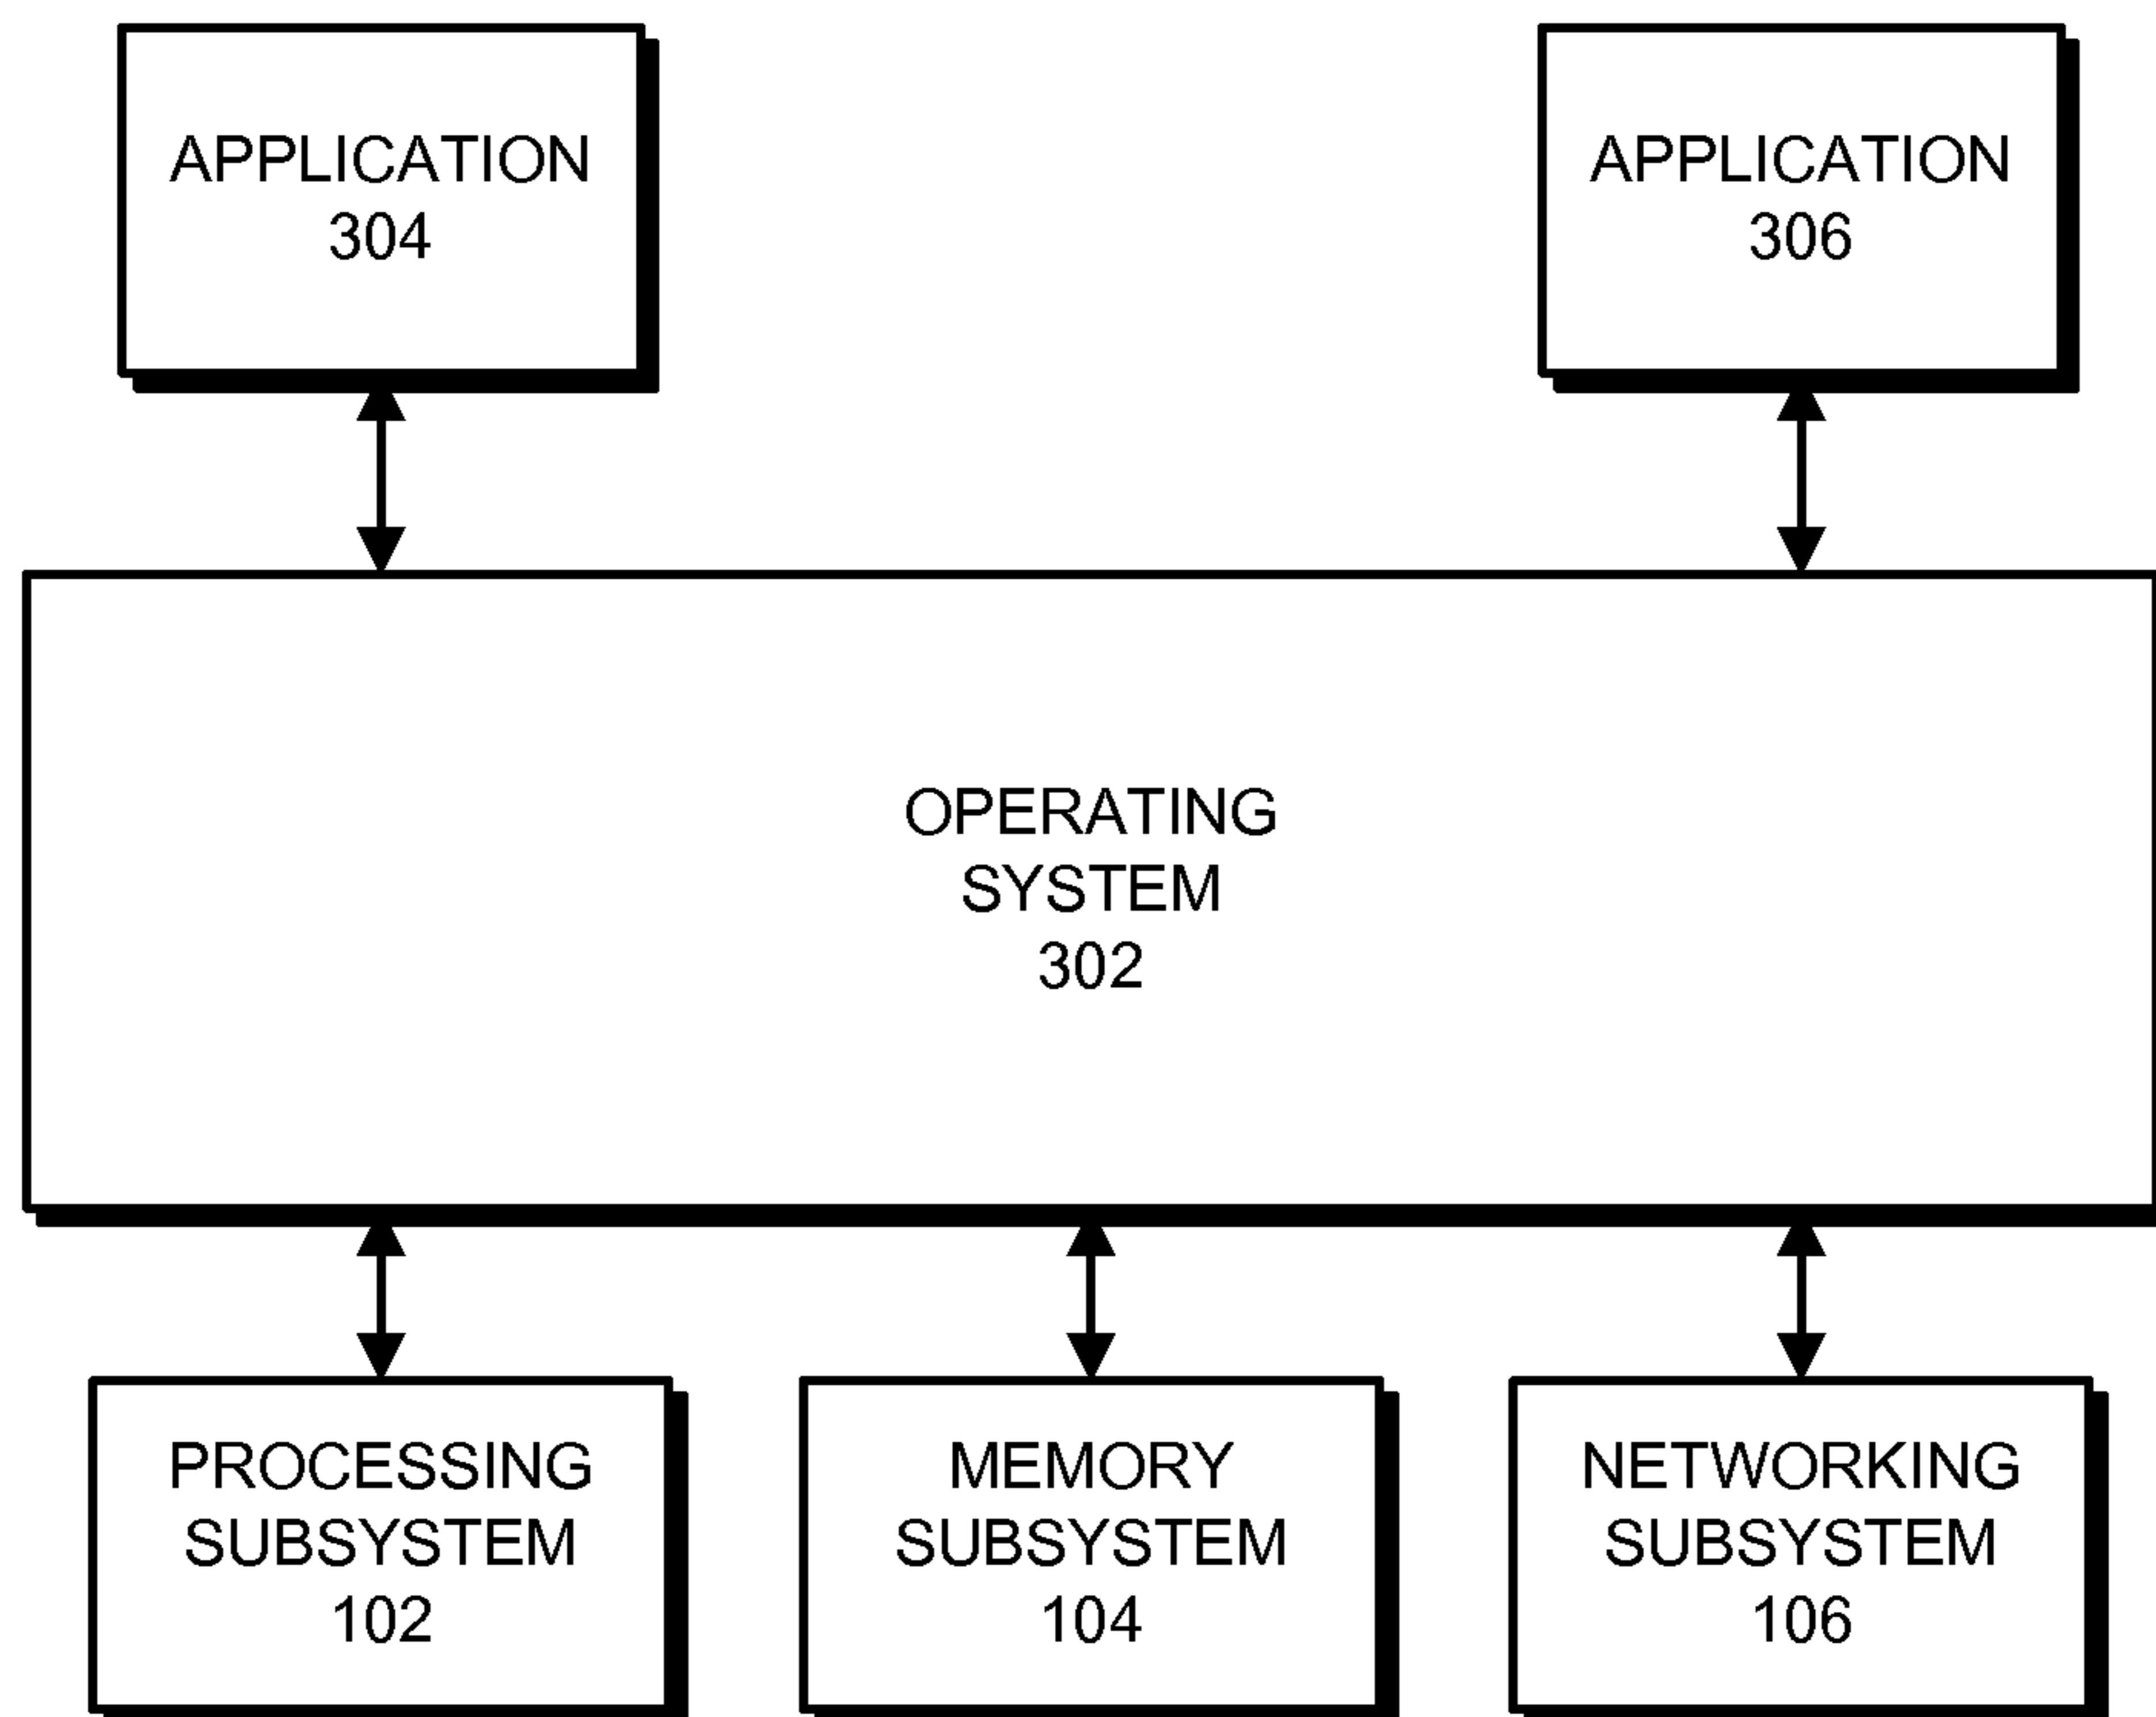 APPLICATION
304
APPLICATION
306
OPERATING
SYSTEM
302
PROCESSING
SUBSYSTEM
102
MEMORY
SUBSYSTEM
104
NETWORKING
SUBSYSTEM
106